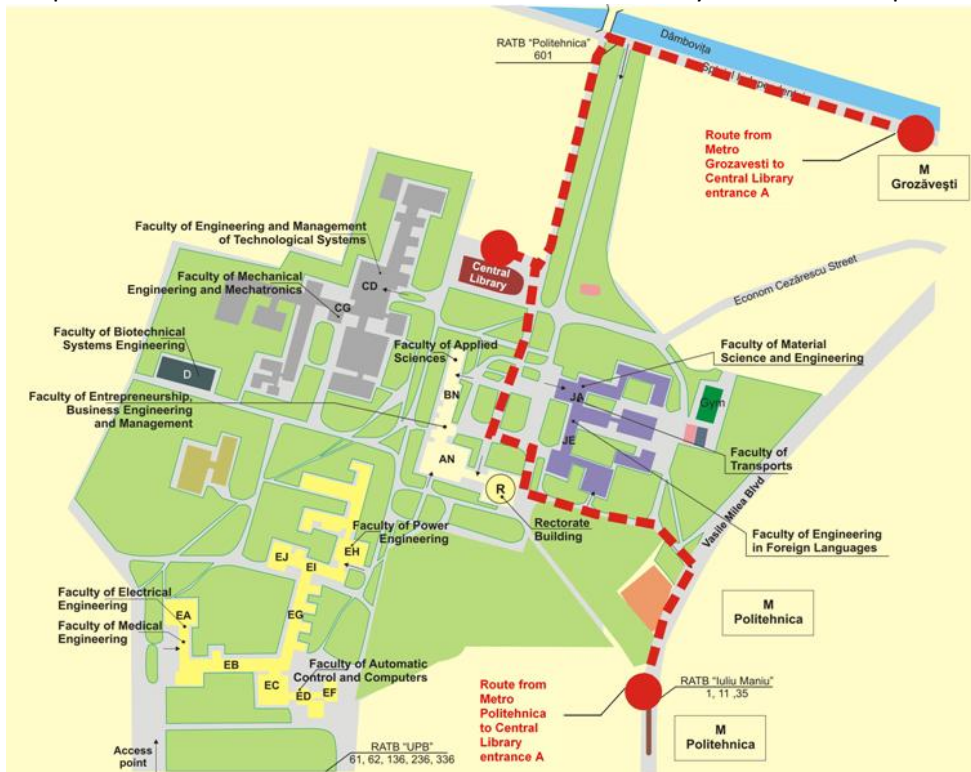 Dâmbovița
RATB "Politehnica"
601
Splaiul Independentei
Route from
Metro
Grozavesti to
Central Library
entrance A
M
Grozăvești
Faculty of Engineering and Management
of Technological Systems
Central
Library
Econom Cezărescu Street
CD
Faculty of Mechanical
Engineering and Mechatronics
CG
Faculty of Biotechnical
Systems Engineering
Faculty of Applied
Sciences
Faculty of Material
Science and Engineering
D
Faculty of Entrepreneurship,
Business Engineering
and Management
BN
JA
Gym
JE
Faculty of
Transports
AN
R
Rectorate
Building
Vasile Milea Blvd
Faculty of Engineering
in Foreign Languages
Faculty of Power
Engineering
EH
EJ
EI
Faculty of Electrical
Engineering
EA
EG
M
Politehnica
Faculty of Medical
Engineering
EB
Faculty of Automatic
Control and Computers
EC
ED
EF
Route from
Metro
Politehnica
to Central
Library
entrance A
RATB "Iuliu Maniu"
1, 11 ,35
M
Politehnica
Access
point
RATB "UPB"
61, 62, 136, 236, 336